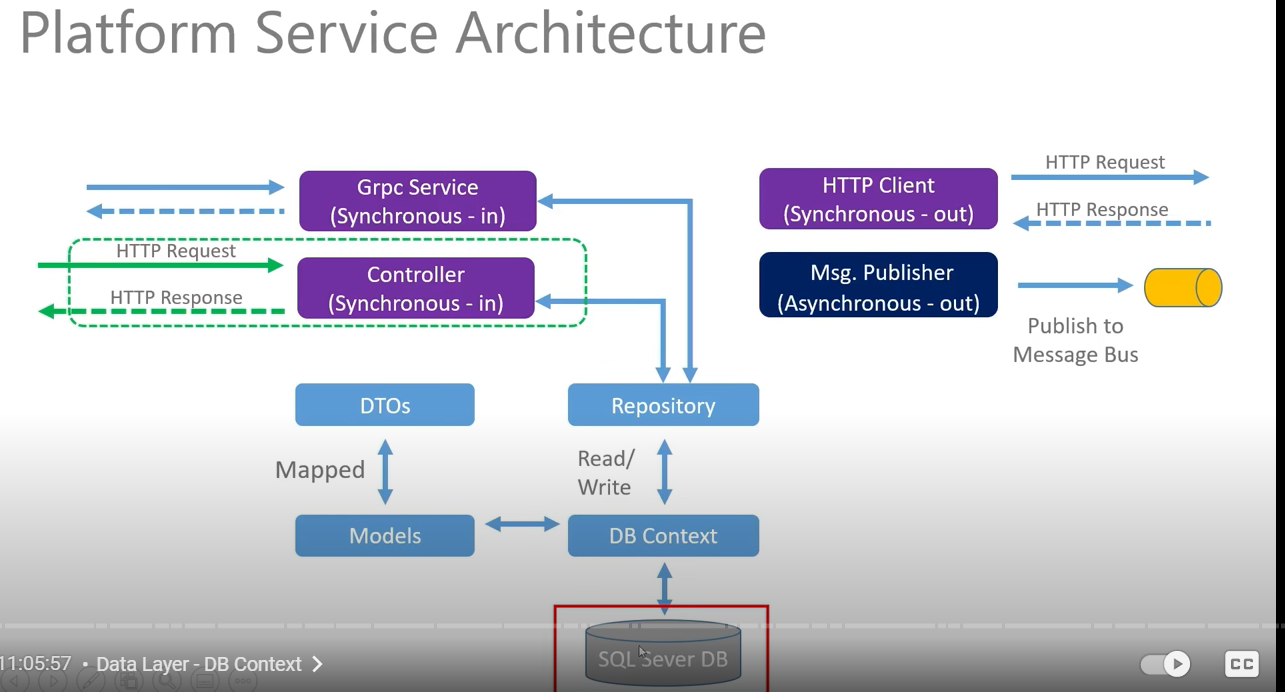 Platform Service Architecture
Grpc Service
(Synchronous - in)
HTTP Request
HTTP Response
Controller
(Synchronous - in)
HTTP Client
(Synchronous - out)
HTTP Request
HTTP Response
Msg. Publisher
(Asynchronous - out)
Publish to
Message Bus
DTOs
Repository
Mapped
Read/
Write
Models
DB Context
SQL Sever DB
11:05:57 • Data Layer - DB Context
CC